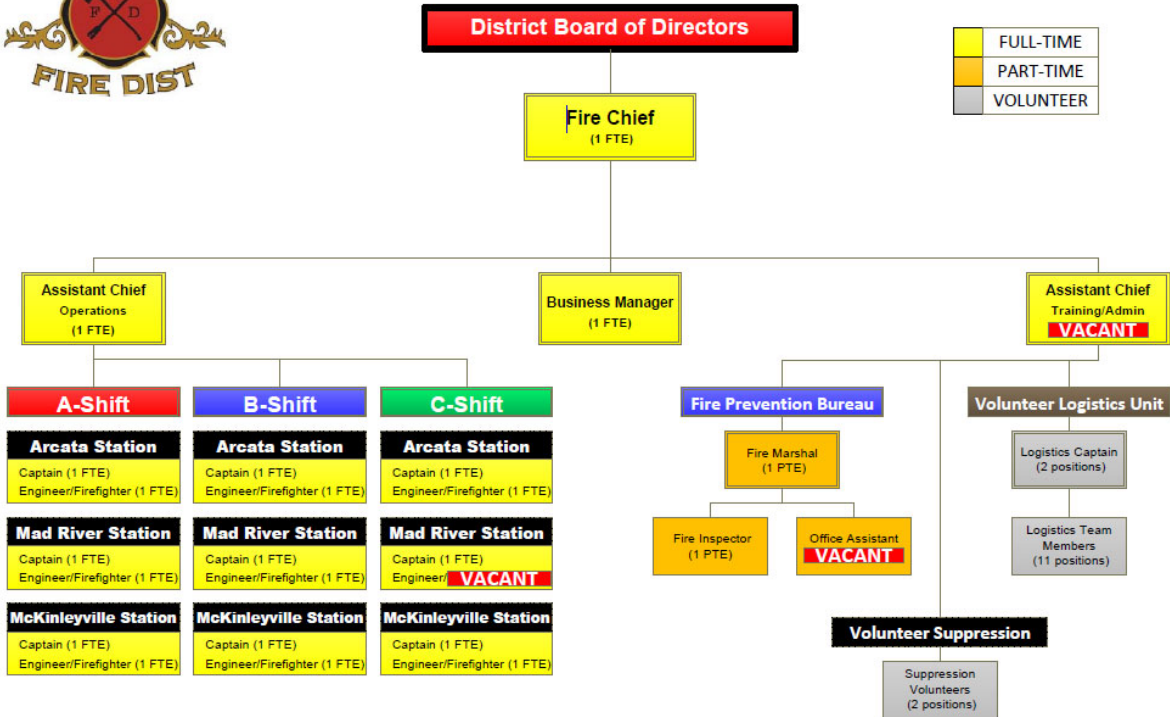 F D
FIRE DIST
District Board of Directors
FULL-TIME
PART-TIME
VOLUNTEER
Fire Chief
(1 FTE)
Assistant Chief
Operations
(1 FTE)
Business Manager
(1 FTE)
Assistant Chief
Training/Admin
VACANT
A-Shift
Arcata Station
Captain (1 FTE)
Engineer/Firefighter (1 FTE)
Mad River Station
Captain (1 FTE)
Engineer/Firefighter (1 FTE)
McKinleyville Station
Captain (1 FTE)
Engineer/Firefighter (1 FTE)
B-Shift
Arcata Station
Captain (1 FTE)
Engineer/Firefighter (1 FTE)
Mad River Station
Captain (1 FTE)
Engineer/Firefighter (1 FTE)
McKinleyville Station
Captain (1 FTE)
Engineer/Firefighter (1 FTE)
C-Shift
Arcata Station
Captain (1 FTE)
Engineer/Firefighter (1 FTE)
Mad River Station
Captain (1 FTE)
Engineer/ VACANT
McKinleyville Station
Captain (1 FTE)
Engineer/Firefighter (1 FTE)
Fire Prevention Bureau
Fire Marshal
(1 PTE)
Fire Inspector
(1 PTE)
Office Assistant
VACANT
Volunteer Logistics Unit
Logistics Captain
(2 positions)
Logistics Team
Members
(11 positions)
Volunteer Suppression
Suppression
Volunteers
(2 positions)